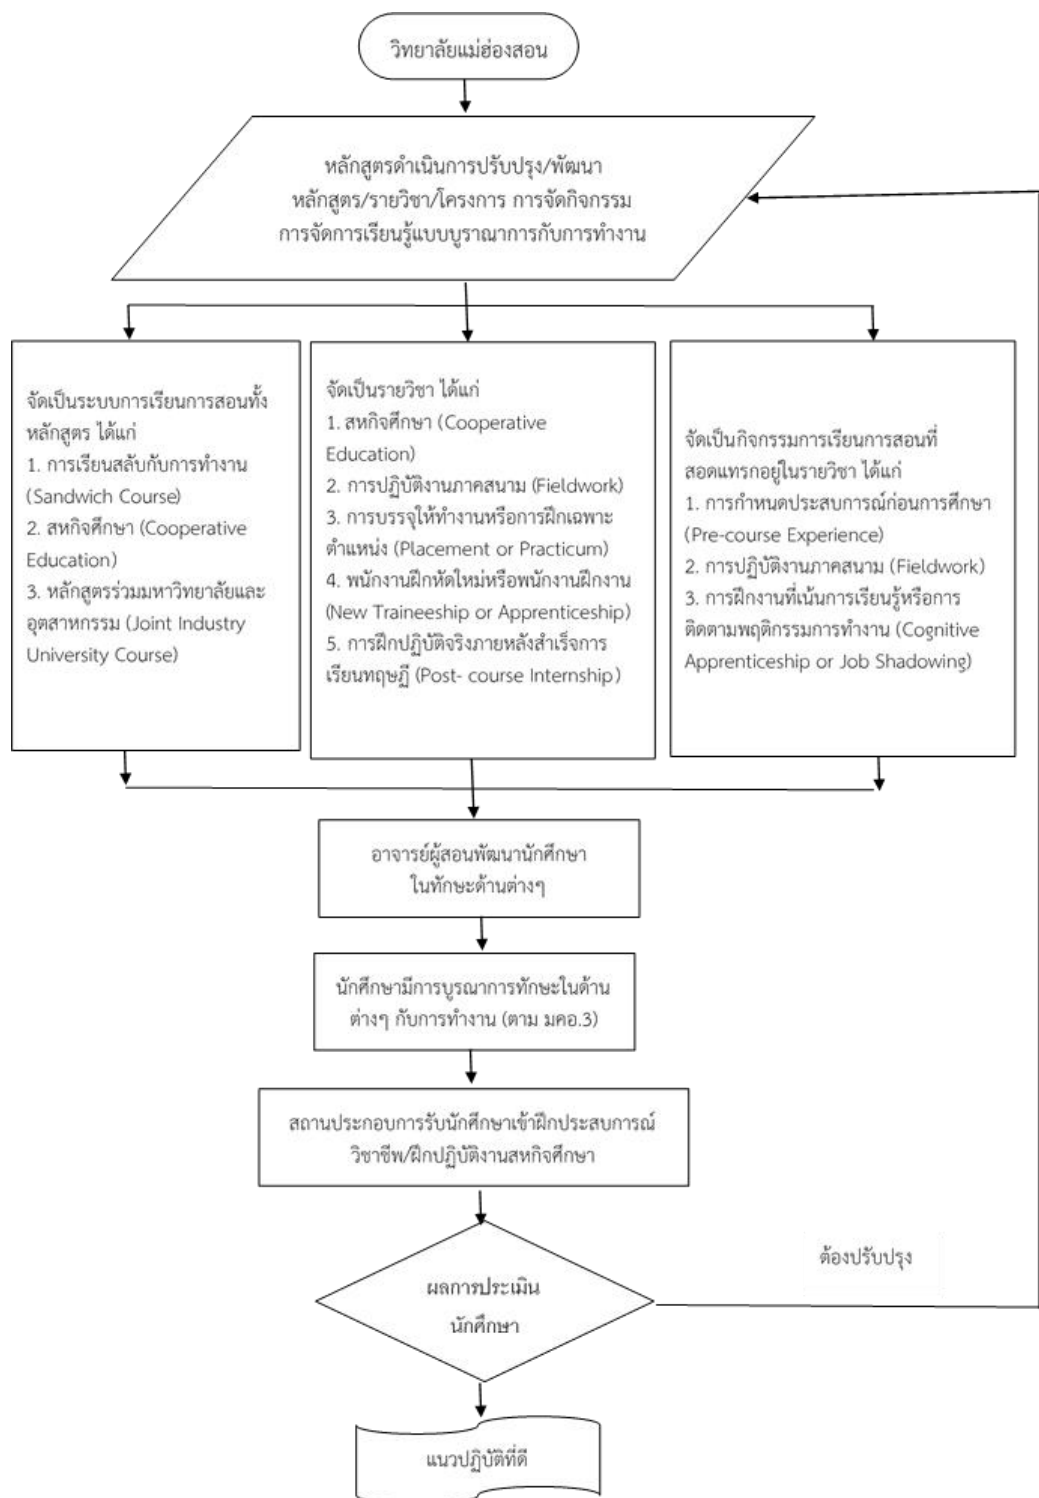 วิทยาลัยแม่ฮ่องสอน
หลักสูตรดำเนินการปรับปรุง/พัฒนา
หลักสูตร/รายวิชา/โครงการ การจัดกิจกรรม
การจัดการเรียนรู้แบบบูราณาการกับการทำงาน
จัดเป็นระบบการเรียนการสอนทั้ง
หลักสูตร ได้แก่
1. การเรียนสลับกับการทำงาน
(Sandwich Course)
2. สหกิจศึกษา (Cooperative
Education)
3. หลักสูตรร่วมมหาวิทยาลัยและ
อุตสาหกรรม (Joint Industry
University Course)
จัดเป็นรายวิชา ได้แก่
1. สหกิจศึกษา (Cooperative
Education)
2. การปฏิบัติงานภาคสนาม (Fieldwork)
3. การบรรจุให้ทำงานหรือการฝึกเฉพาะ
ตำแหน่ง (Placement or Practicum)
4. พนักงานฝึกหัดใหม่หรือพนักงานฝึกงาน
(New Traineeship or Apprenticeship)
5. การฝึกปฏิบัติจริงภายหลังสำเร็จการ
เรียนทฤษฎี (Post- course Internship)
จัดเป็นกิจกรรมการเรียนการสอนที่
สอดแทรกอยู่ในรายวิชา ได้แก่
1. การกำหนดประสบการณ์ก่อนการศึกษา
(Pre-course Experience)
2. การปฏิบัติงานภาคสนาม (Fieldwork)
3. การฝึกงานที่เน้นการเรียนรู้หรือการ
ติดตามพฤติกรรมการทำงาน (Cognitive
Apprenticeship or Job Shadowing)
อาจารย์ผู้สอนพัฒนานักศึกษา
ในทักษะด้านต่างๆ
นักศึกษามีการบูรณาการทักษะในด้าน
ต่างๆ กับการทำงาน (ตาม มคอ.3)
สถานประกอบการรับนักศึกษาเข้าฝึกประสบการณ์
วิชาชีพ/ฝึกปฏิบัติงานสหกิจศึกษา
ต้องปรับปรุง
ผลการประเมิน
นักศึกษา
แนวปฏิบัติที่ดี